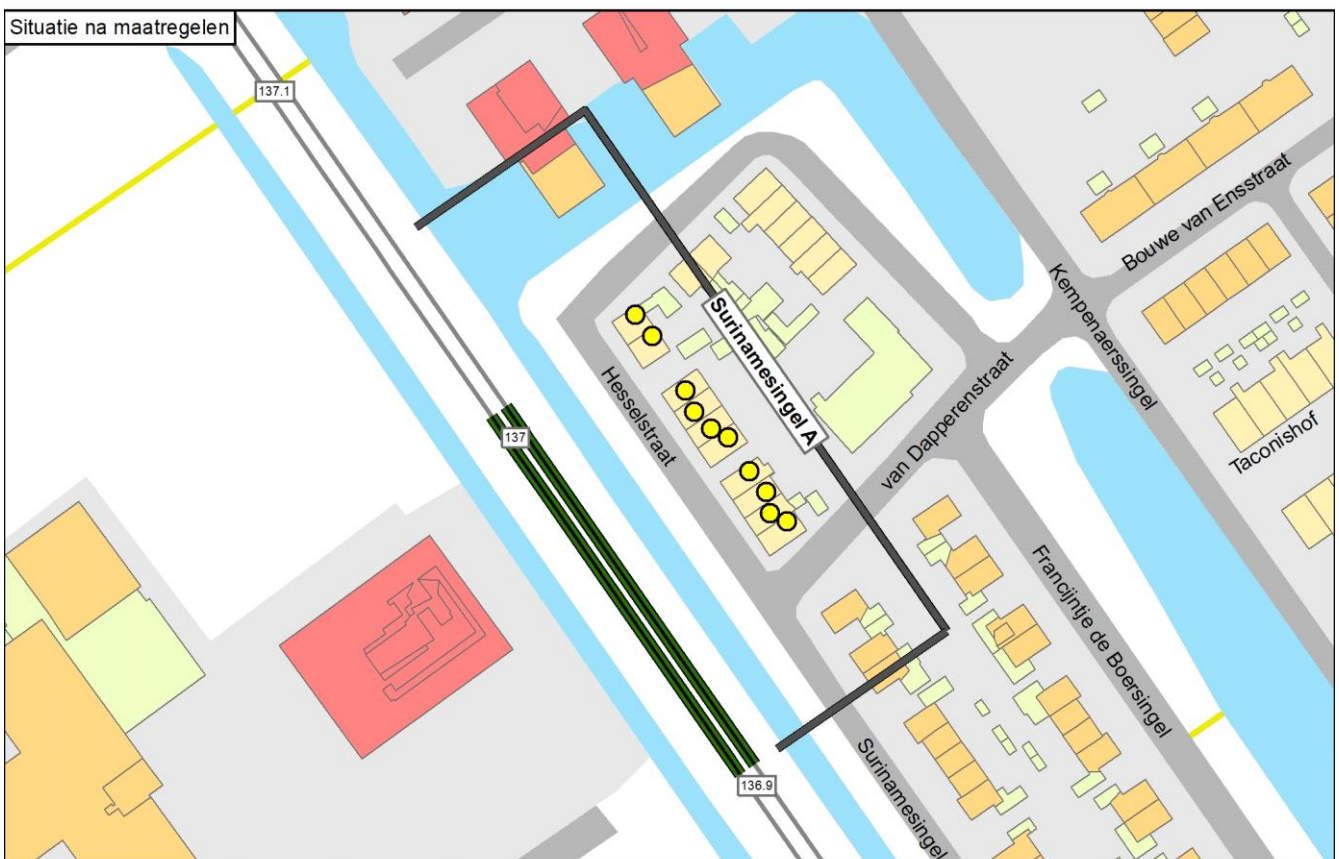 Situatie na maatregelen
137.1
Bouwe van Ensstraat
Kempenaerssingel
Surinamesingel A
Hesselstraat
van Dapperenstraat
Taconishof
137
Francijntje de Boersingel
136.9
Surinamesingel